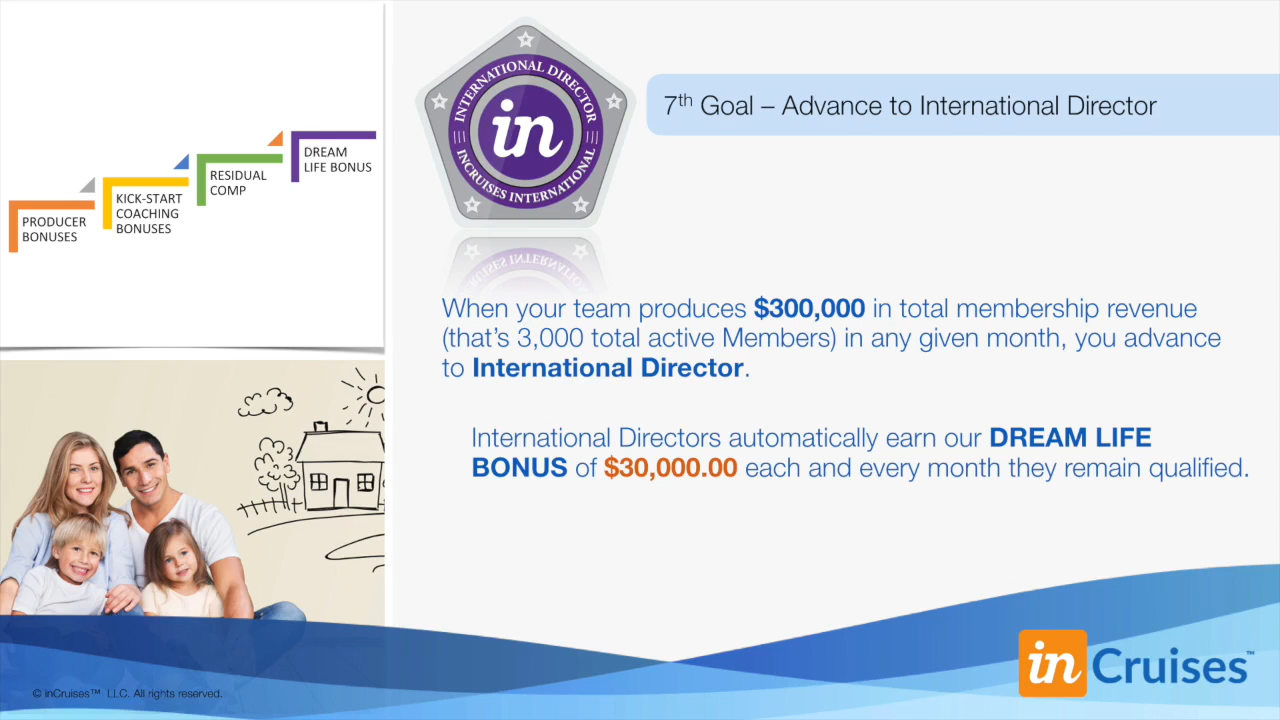 PRODUCER
BONUSES
KICK-START
COACHING
BONUSES
RESIDUAL
COMP
DREAM
LIFE BONUS
INTERNATIONAL DIRECTOR
in
INCRUISES INTERNATIONAL
7th Goal – Advance to International Director
When your team produces $300,000 in total membership revenue
(that's 3,000 total active Members) in any given month, you advance
to International Director.
International Directors automatically earn our DREAM LIFE
BONUS of $30,000.00 each and every month they remain qualified.
© InCruises™ LLC. All rights reserved.
in Cruises™